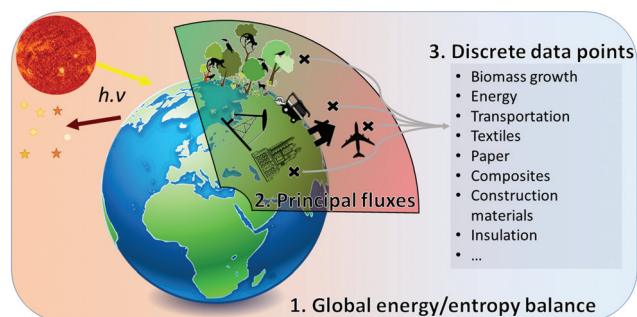 h.v
2. Principal fluxes
3. Discrete data points
• Biomass growth
• Energy
• Transportation
• Textiles
• Paper
• Composites
• Construction
materials
• Insulation
• ...
1. Global energy/entropy balance